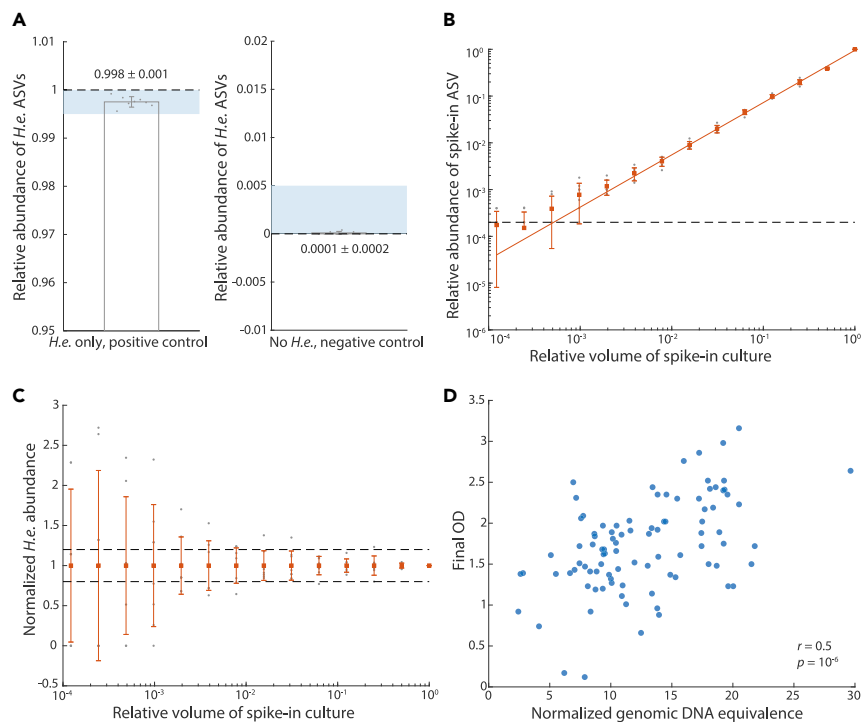 A
1.01
1
0.99
0.98
0.97
0.96
0.95
Relative abundance of H.e. ASVs
0.998 ± 0.001
H.e. only, positive control
0.02
0.015
0.01
0.005
0
-0.005
-0.01
Relative abundance of H.e. ASVs
0.0001 ± 0.0002
No H.e., negative control
B
10⁰
10⁻¹
10⁻²
10⁻³
10⁻⁴
10⁻⁵
10⁻⁶
Relative abundance of spike-in ASV
10⁻⁴ 10⁻³ 10⁻² 10⁻¹ 10⁰
Relative volume of spike-in culture
C
3
2.5
2
1.5
1
0.5
0
-0.5
Normalized H.e. abundance
10⁻⁴ 10⁻³ 10⁻² 10⁻¹ 10⁰
Relative volume of spike-in culture
D
3.5
3
2.5
2
1.5
1
0.5
0
Final OD
r = 0.5
p = 10⁻⁶
0 5 10 15 20 25 30
Normalized genomic DNA equivalence